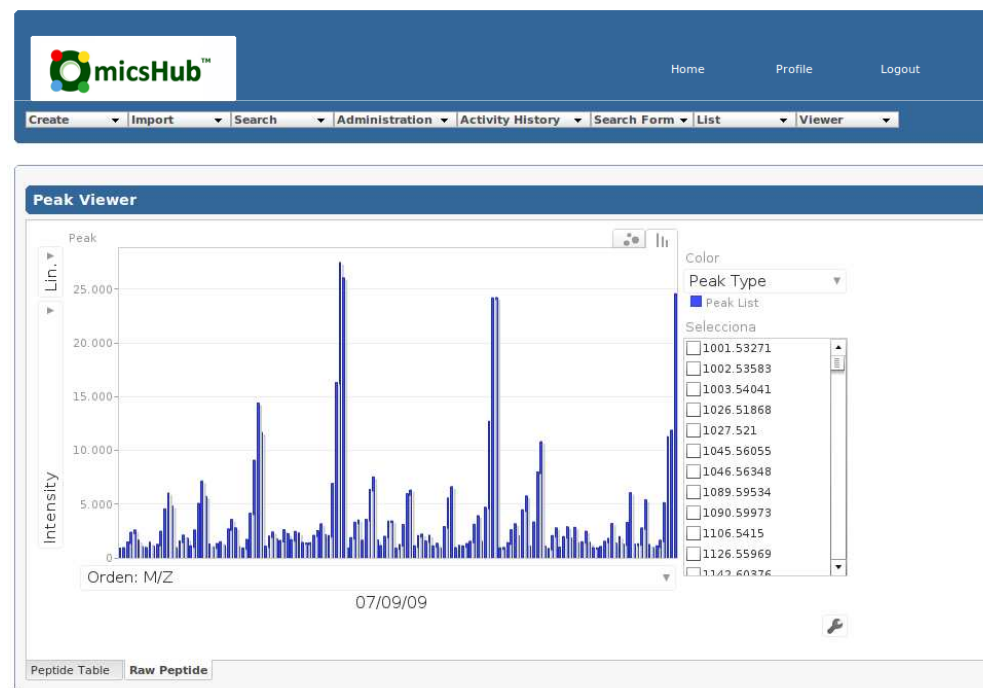 OmicsHub™
Home Profile Logout
Create Import Search Administration Activity History Search Form List Viewer
Peak Viewer
Peak
Lin.
Intensity
25.000
20.000
15.000
10.000
5.000
0
Orden: M/Z
07/09/09
Color
Peak Type
Peak List
Selecciona
1001.53271
1002.53583
1003.54041
1026.51868
1027.521
1045.56055
1046.56348
1089.59534
1090.59973
1106.5415
1126.55969
1142.60376
Peptide Table Raw Peptide